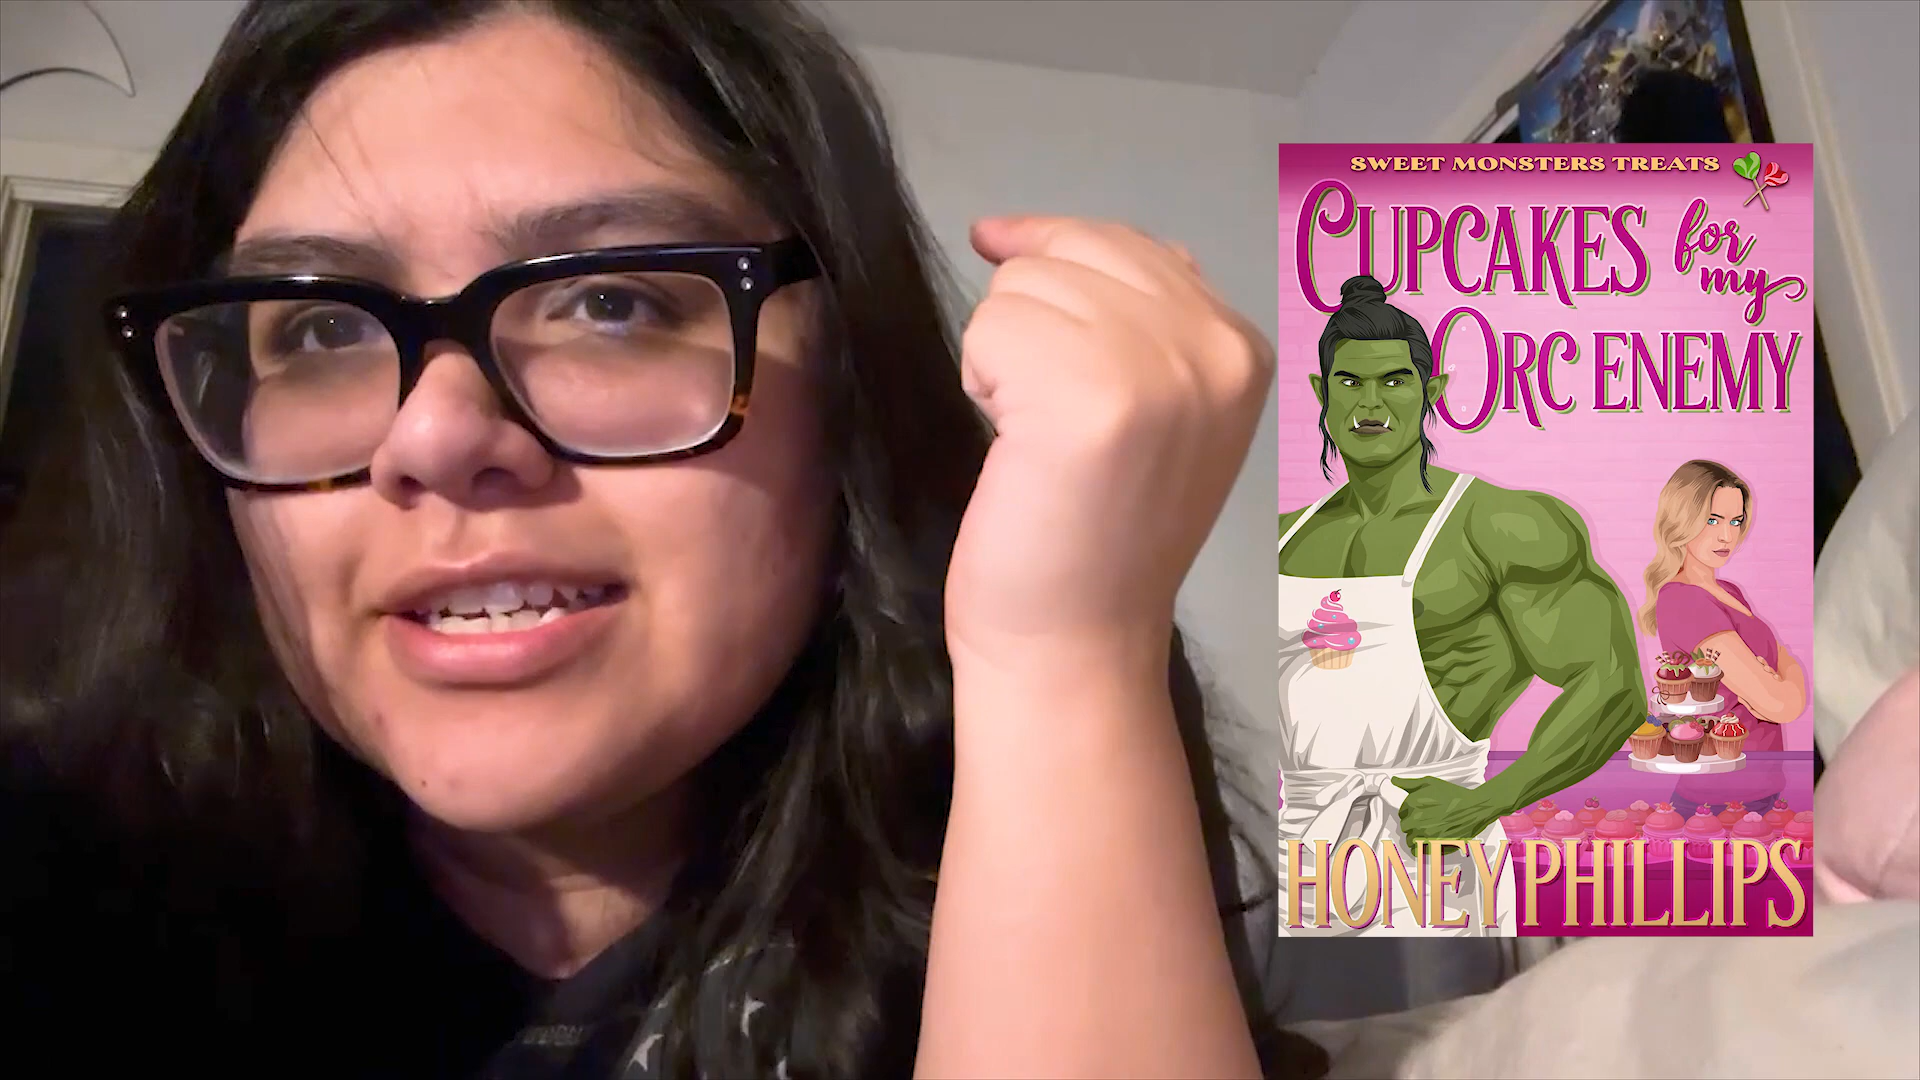 SWEET MONSTERS TREATS
CUPCAKES for
my
ORC ENEMY
HONEY PHILLIPS